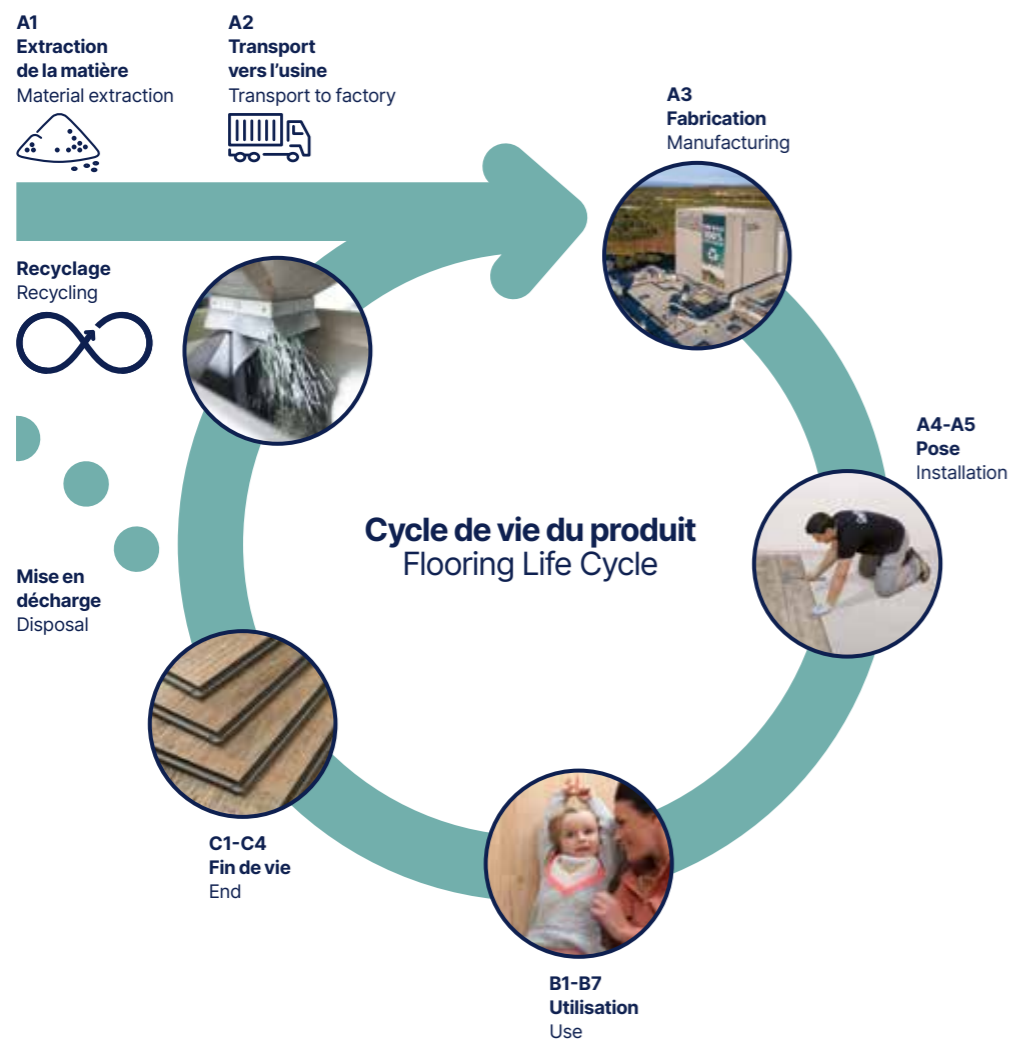 A1
Extraction
de la matière
Material extraction
A2
Transport
vers l'usine
Transport to factory
A3
Fabrication
Manufacturing
Recyclage
Recycling
A4-A5
Pose
Installation
Cycle de vie du produit
Flooring Life Cycle
Mise en
décharge
Disposal
C1-C4
Fin de vie
End
B1-B7
Utilisation
Use